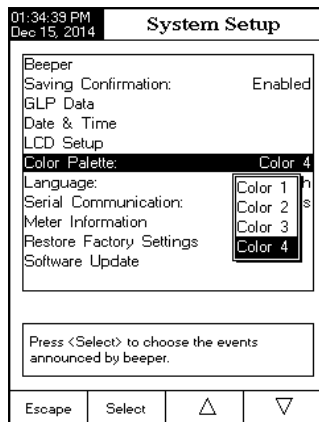 01:34:39 PM
Dec 15, 2014
System Setup
Beeper
Saving Confirmation: Enabled
GLP Data
Date & Time
LCD Setup
Color Palette: Color 4
Language: h
Serial Communication: s
Meter Information
Restore Factory Settings
Software Update
Color 1
Color 2
Color 3
Color 4
Press <Select> to choose the events
announced by beeper.
Escape Select △ ▽